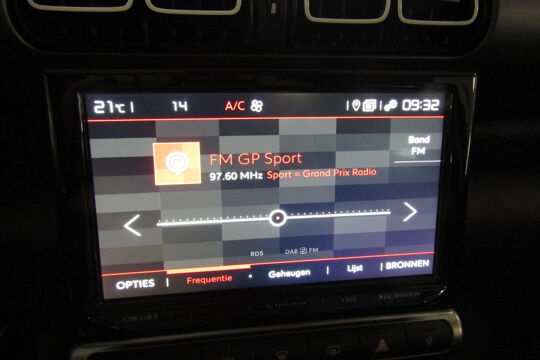 21°C 14 A/C 09:32
Band
FM
FM GP Sport
97.60 MHz Sport = Grand Prix Radio
RDS DAB FM
OPTIES Frequentie Geheugen Lijst BRONNEN